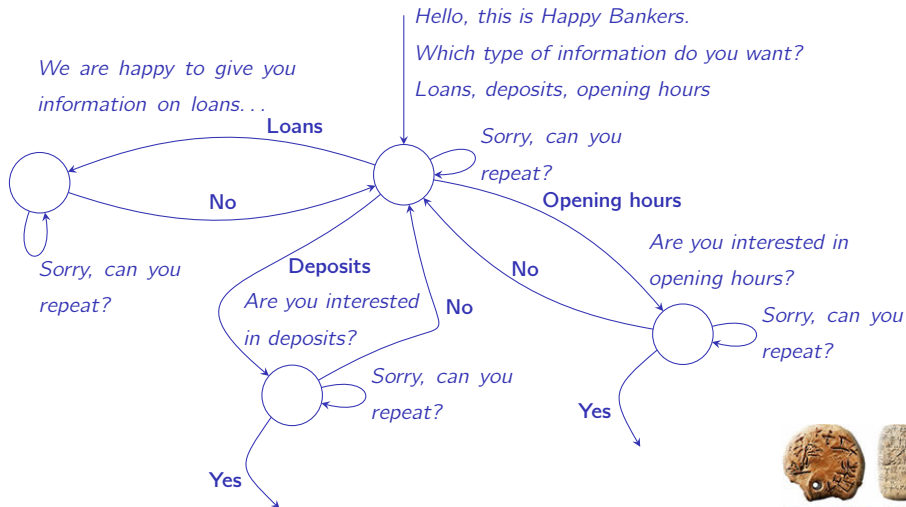 Hello, this is Happy Bankers.
Which type of information do you want?
Loans, deposits, opening hours
We are happy to give you
information on loans...
Loans
Sorry, can you
repeat?
No
Opening hours
Sorry, can you
repeat?
Deposits
Are you interested
in deposits?
No
No
Are you interested in
opening hours?
Sorry, can you
repeat?
Sorry, can you
repeat?
Yes
Yes